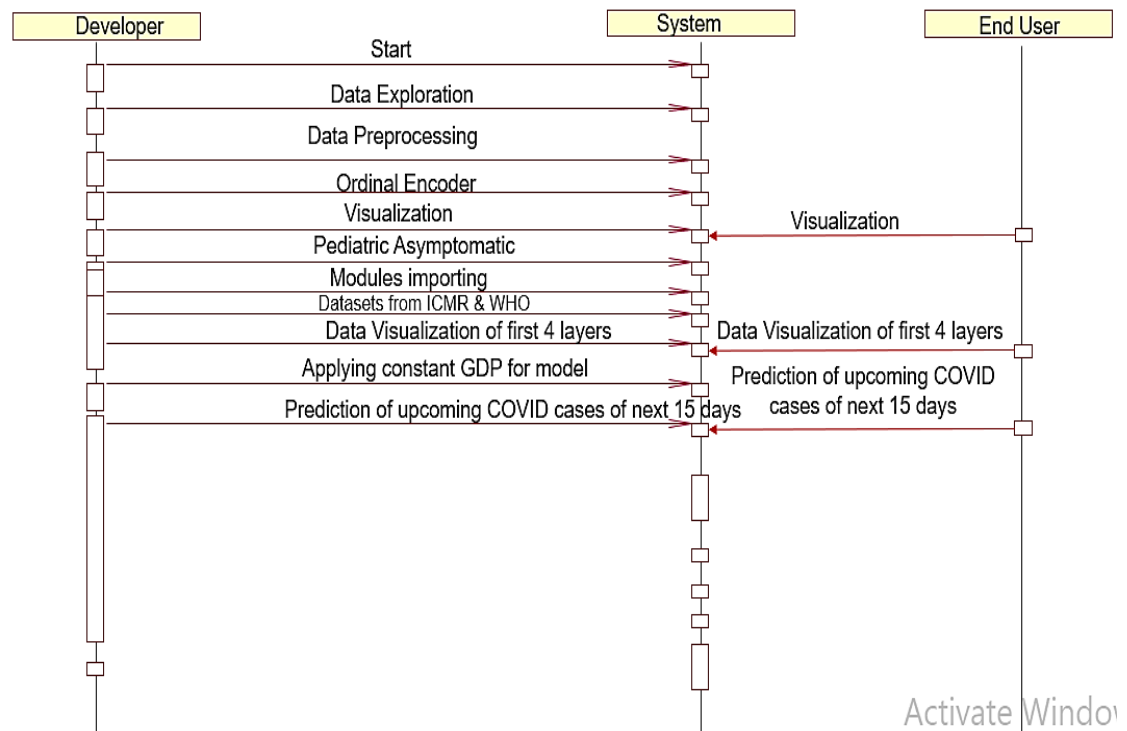 Developer
System
End User
Start
Data Exploration
Data Preprocessing
Ordinal Encoder
Visualization
Visualization
Pediatric Asymptomatic
Modules importing
Datasets from ICMR & WHO
Data Visualization of first 4 layers
Data Visualization of first 4 layers
Applying constant GDP for model
Prediction of upcoming COVID
cases of next 15 days
Prediction of upcoming COVID cases of next 15 days
Activate Window